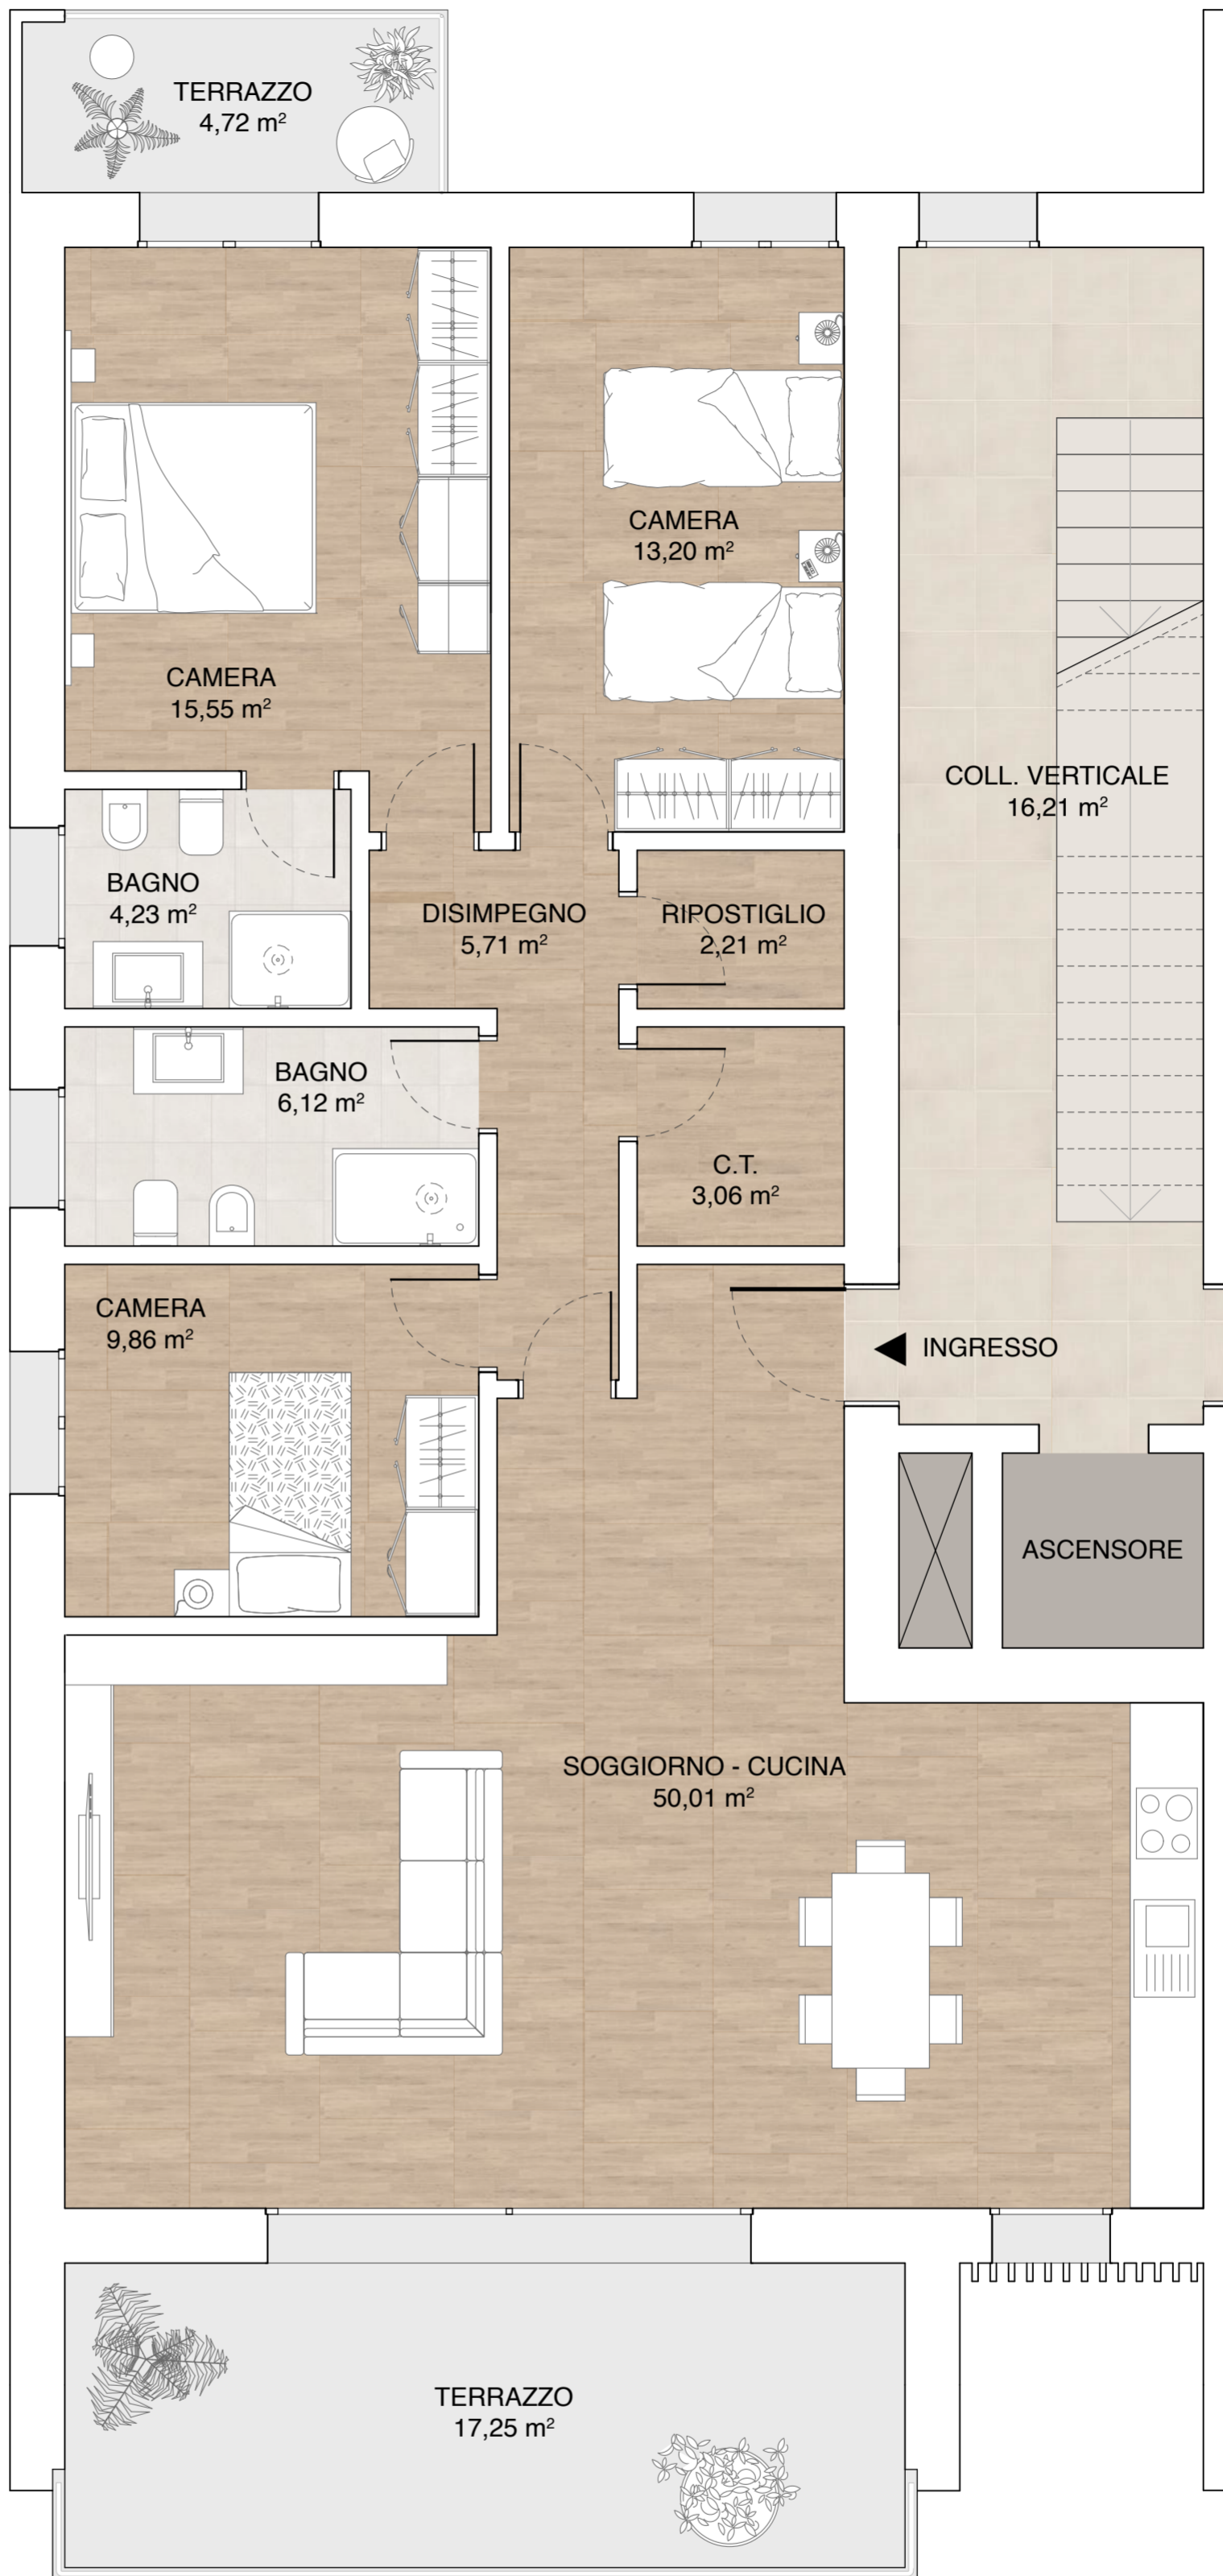 TERRAZZO
4,72 m²
CAMERA
13,20 m²
CAMERA
15,55 m²
COLL. VERTICALE
16,21 m²
BAGNO
4,23 m²
DISIMPEGNO
5,71 m²
RIPOSTIGLIO
2,21 m²
BAGNO
6,12 m²
C.T.
3,06 m²
CAMERA
9,86 m²
INGRESSO
ASCENSORE
SOGGIORNO - CUCINA
50,01 m²
TERRAZZO
17,25 m²